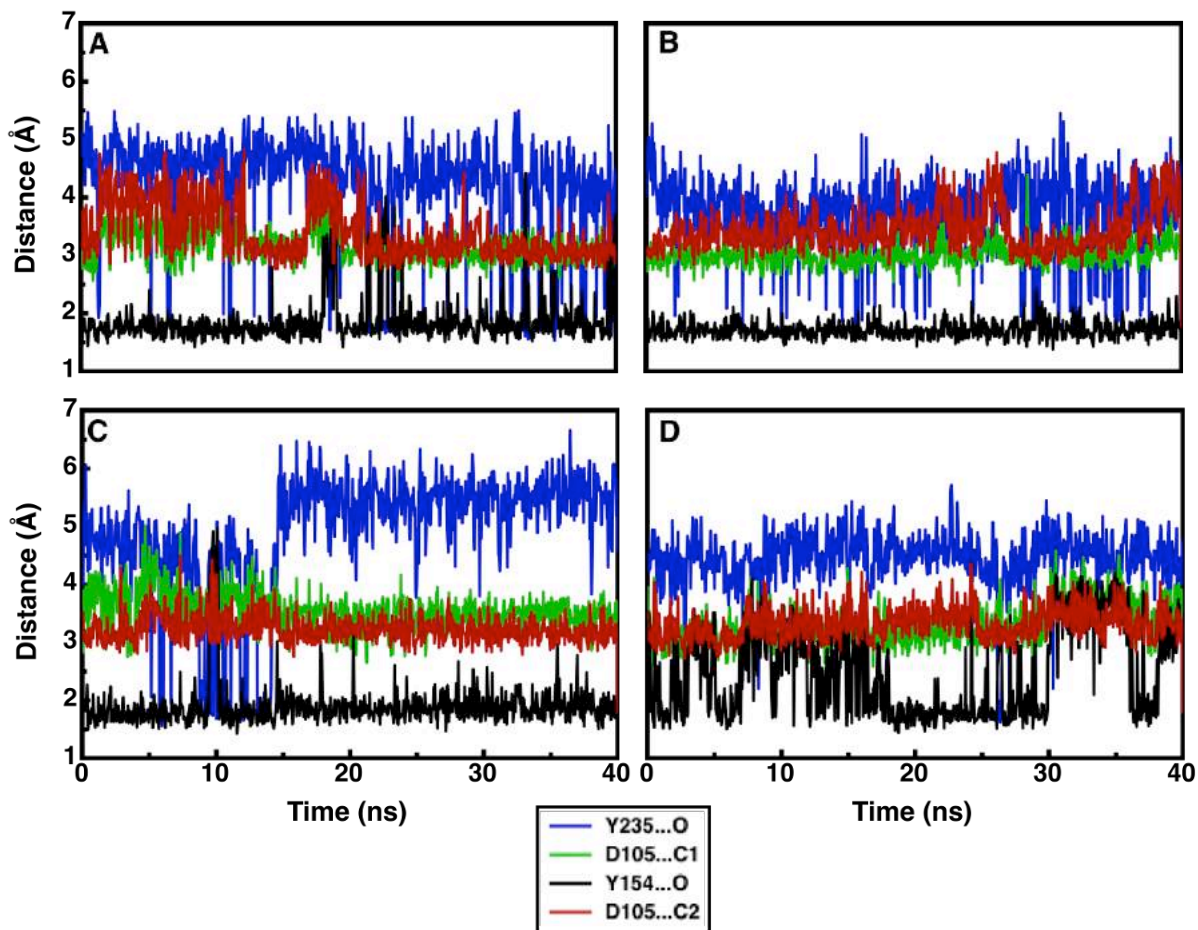 7
A
B
6
5
4
3
2
1
Distance (Å)
7
C
D
6
5
4
3
2
1
Distance (Å)
0 10 20 30 40 0 10 20 30 40
Time (ns) Time (ns)
Y235...O
D105...C1
Y154...O
D105...C2